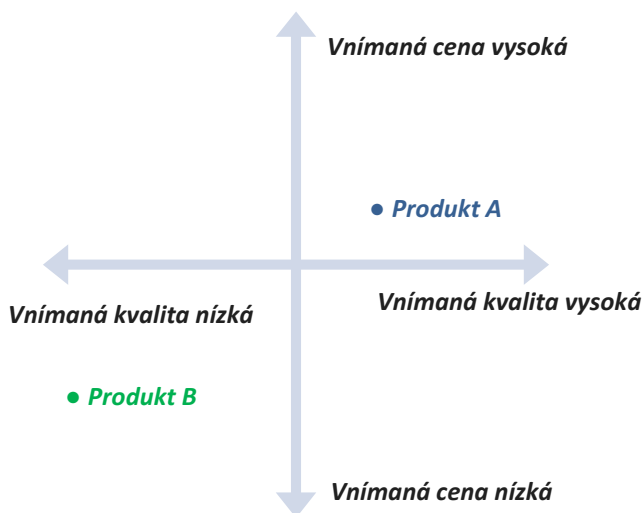 Vnímaná cena vysoká
Produkt A
Vnímaná kvalita nízká
Vnímaná kvalita vysoká
Produkt B
Vnímaná cena nízká